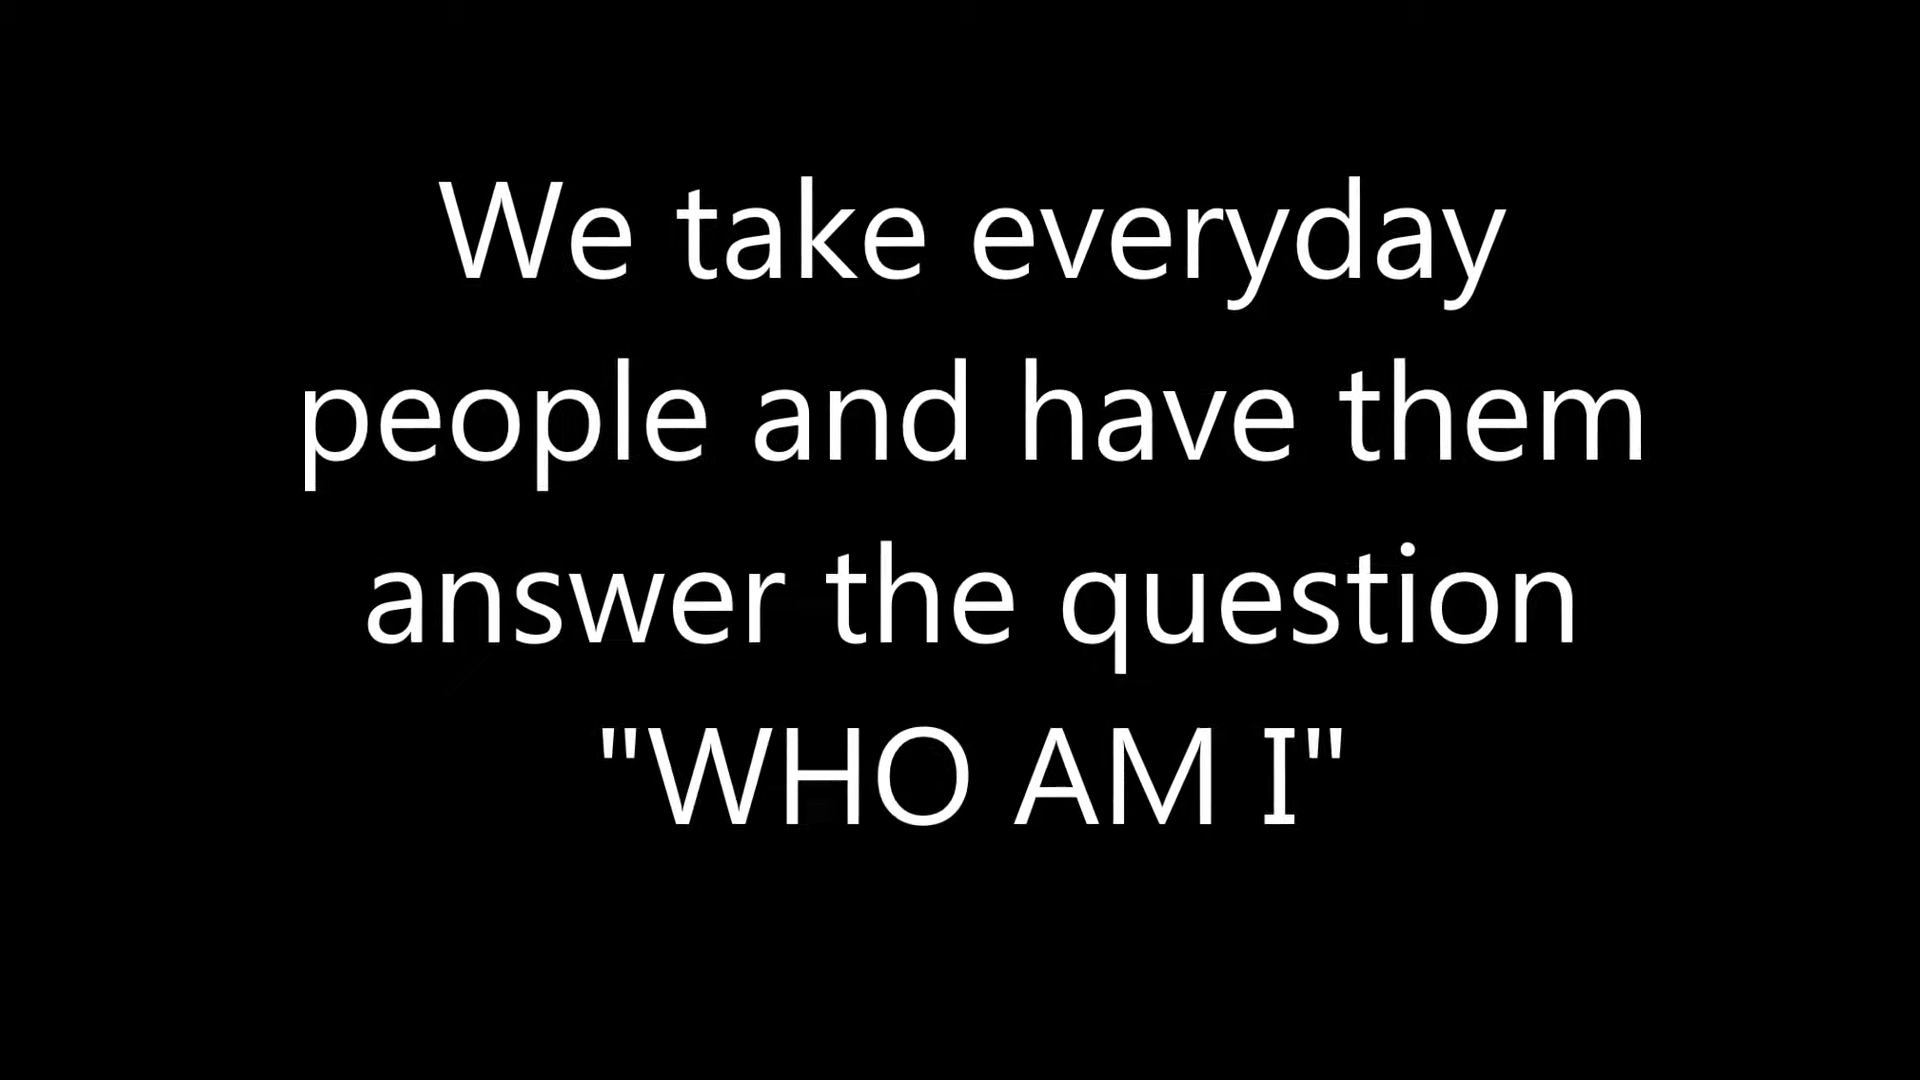 We take everyday
people and have them
answer the question
"WHO AM I"